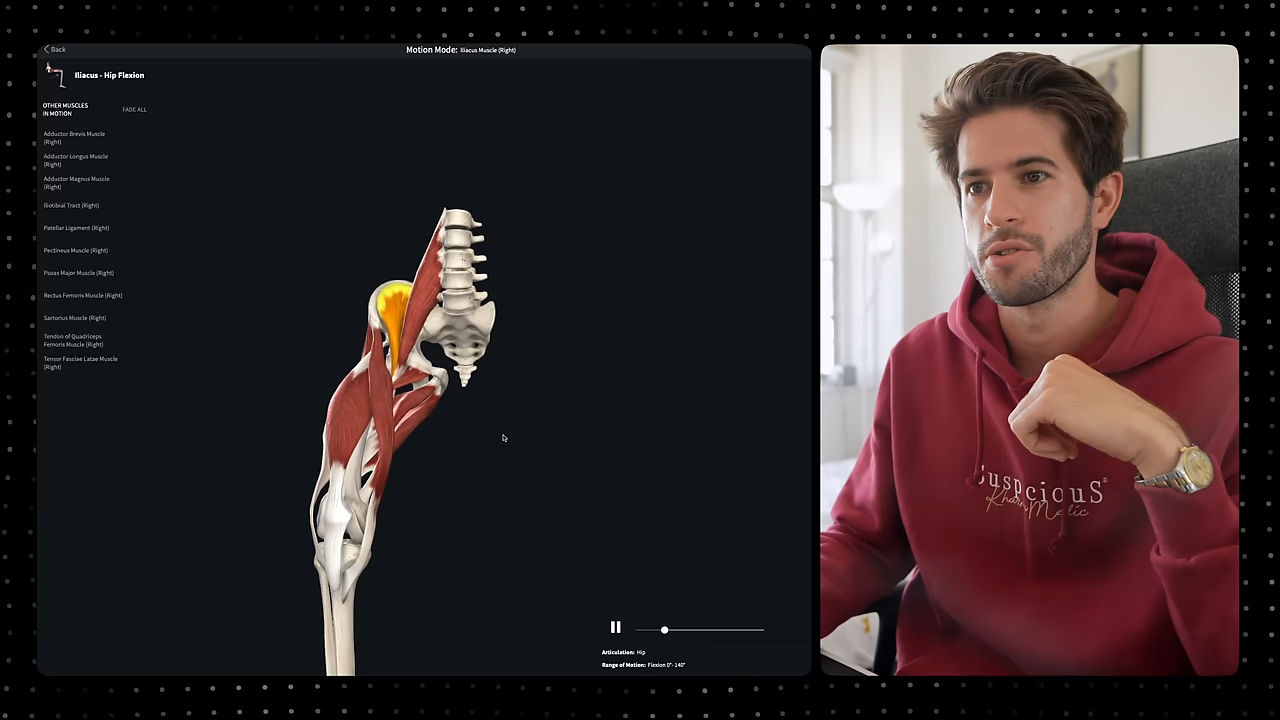 Back
Motion Mode: Iliacus Muscle (Right)
Iliacus - Hip Flexion
OTHER MUSCLES
IN MOTION
FADE ALL
Adductor Brevis Muscle
(Right)
Adductor Longus Muscle
(Right)
Adductor Magnus Muscle
(Right)
Iliotibial Tract (Right)
Patellar Ligament (Right)
Pectineus Muscle (Right)
Psoas Major Muscle (Right)
Rectus Femoris Muscle (Right)
Sartorius Muscle (Right)
Tendon of Quadriceps
Femoris Muscle (Right)
Tensor Fasciae Latae Muscle
(Right)
Articulation: Hip
Range of Motion: Flexion 0°- 140°